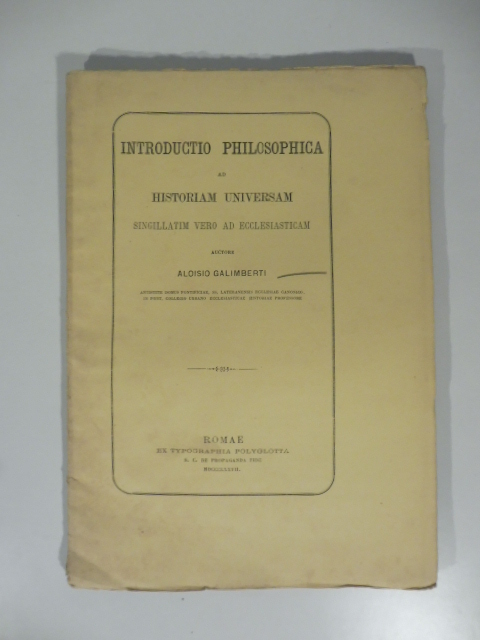 INTRODUCTIO PHILOSOPHICA
AD
HISTORIAM UNIVERSAM
SINGILLATIM VERO AD ECCLESIASTICAM
AUCTORE
ALOISIO GALIMBERTI
ROMAE
EX TYPOGRAPHIA POLYGLOTTA
S. C. DE PROPAGANDA FIDE